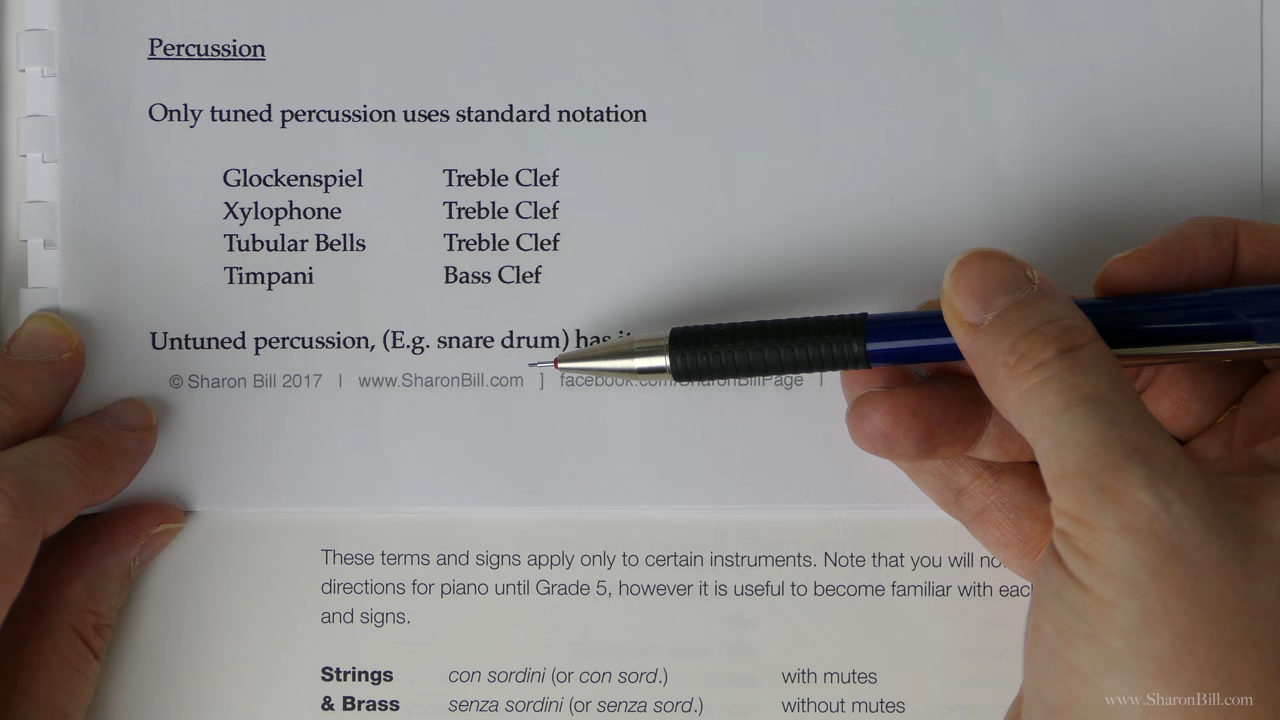 Percussion
Only tuned percussion uses standard notation
Glockenspiel Treble Clef
Xylophone Treble Clef
Tubular Bells Treble Clef
Timpani Bass Clef
Untuned percussion, (E.g. snare drum) has
© Sharon Bill 2017 | www.SharonBill.com ] facebook.com/SharonBillPage |
These terms and signs apply only to certain instruments. Note that you will
directions for piano until Grade 5, however it is useful to become familiar with
and signs.
Strings con sordini (or con sord.) with mutes
& Brass senza sordini (or senza sord.) without mutes
www.SharonBill.com